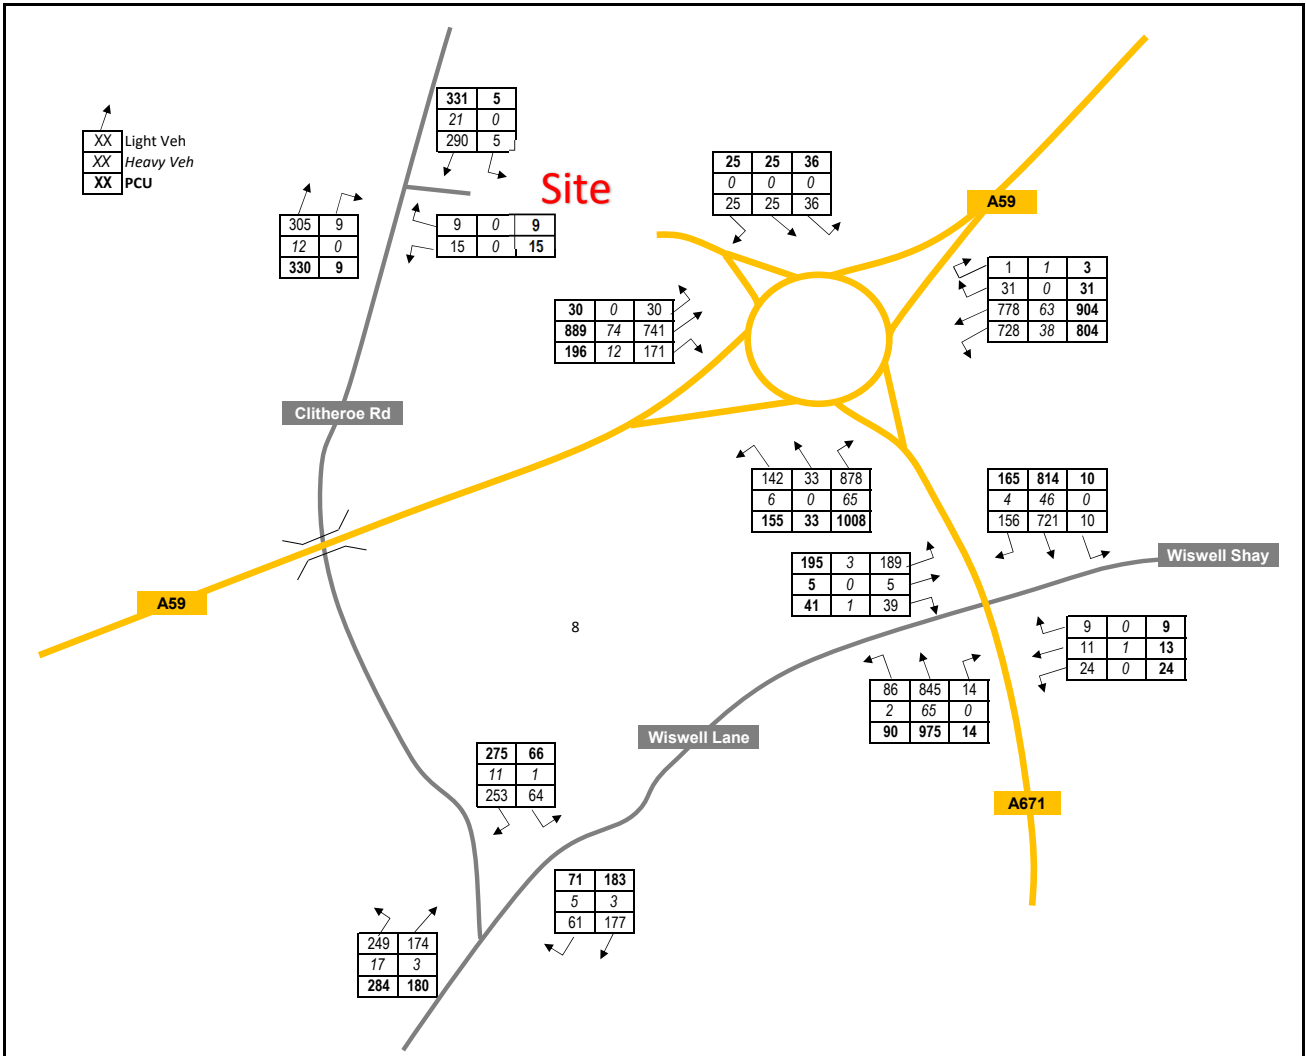 331 5
21 0
290 5
XX Light Veh
XX Heavy Veh
XX PCU
Site
25 25 36
0 0 0
25 25 36
A59
305 9
12 0
330 9
9 0 9
15 0 15
1 1 3
31 0 31
778 63 904
728 38 804
30 0 30
889 74 741
196 12 171
Clitheroe Rd
142 33 878
6 0 65
155 33 1008
165 814 10
4 46 0
156 721 10
Wiswell Shay
195 3 189
5 0 5
41 1 39
A59
8
9 0 9
11 1 13
24 0 24
86 845 14
2 65 0
90 975 14
Wiswell Lane
275 66
11 1
253 64
A671
71 183
5 3
61 177
249 174
17 3
284 180